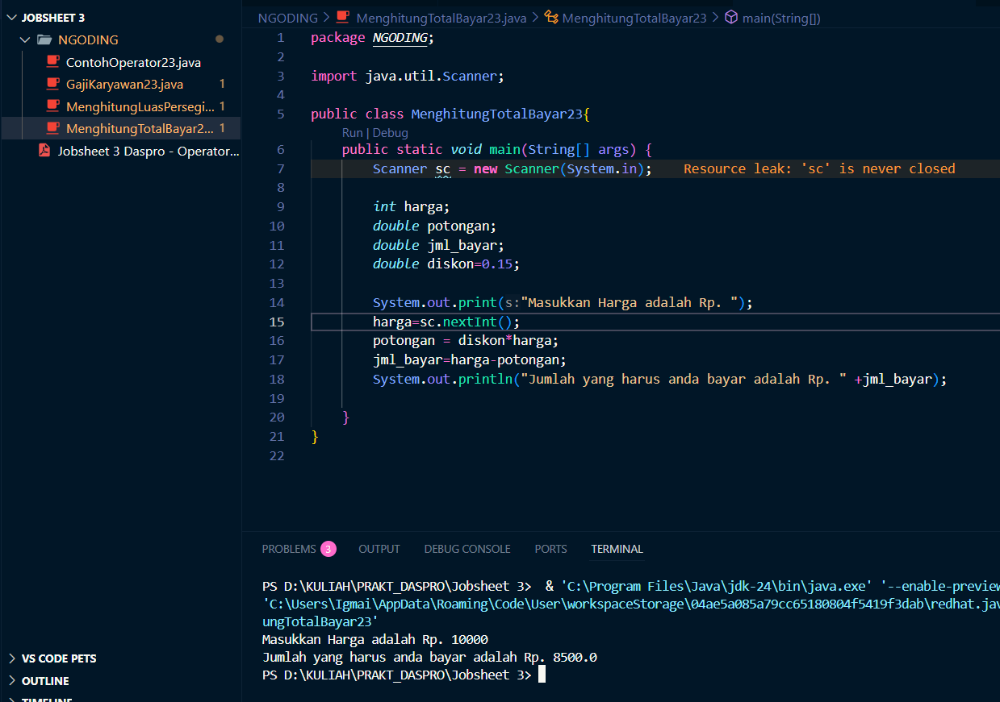 JOBSHEET 3
NGODING
ContohOperator23.java
GajiKaryawan23.java 1
MenghitungLuasPersegi... 1
MenghitungTotalBayar2... 1
Jobsheet 3 Daspro - Operator...
VS CODE PETS
OUTLINE
TIMELINE
NGODING > MenghitungTotalBayar23.java > MenghitungTotalBayar23 > main(String[])
1 package NGODING;
2
3 import java.util.Scanner;
4
5 public class MenghitungTotalBayar23{
Run | Debug
6 public static void main(String[] args) {
7 Scanner sc = new Scanner(System.in); Resource leak: 'sc' is never closed
8
9 int harga;
10 double potongan;
11 double jml_bayar;
12 double diskon=0.15;
13
14 System.out.print(s:"Masukkan Harga adalah Rp. ");
15 harga=sc.nextInt();
16 potongan = diskon*harga;
17 jml_bayar=harga-potongan;
18 System.out.println("Jumlah yang harus anda bayar adalah Rp. " +jml_bayar);
19
20 }
21 }
22
PROBLEMS 3 OUTPUT DEBUG CONSOLE PORTS TERMINAL
PS D:\KULIAH\PRAKT_DASPRO\Jobsheet 3> & 'C:\Program Files\Java\jdk-24\bin\java.exe' '--enable-preview
'C:\Users\Igmai\AppData\Roaming\Code\User\workspaceStorage\04ae5a085a79cc65180804f5419f3dab\redhat.jav
ungTotalBayar23'
Masukkan Harga adalah Rp. 10000
Jumlah yang harus anda bayar adalah Rp. 8500.0
PS D:\KULIAH\PRAKT_DASPRO\Jobsheet 3>